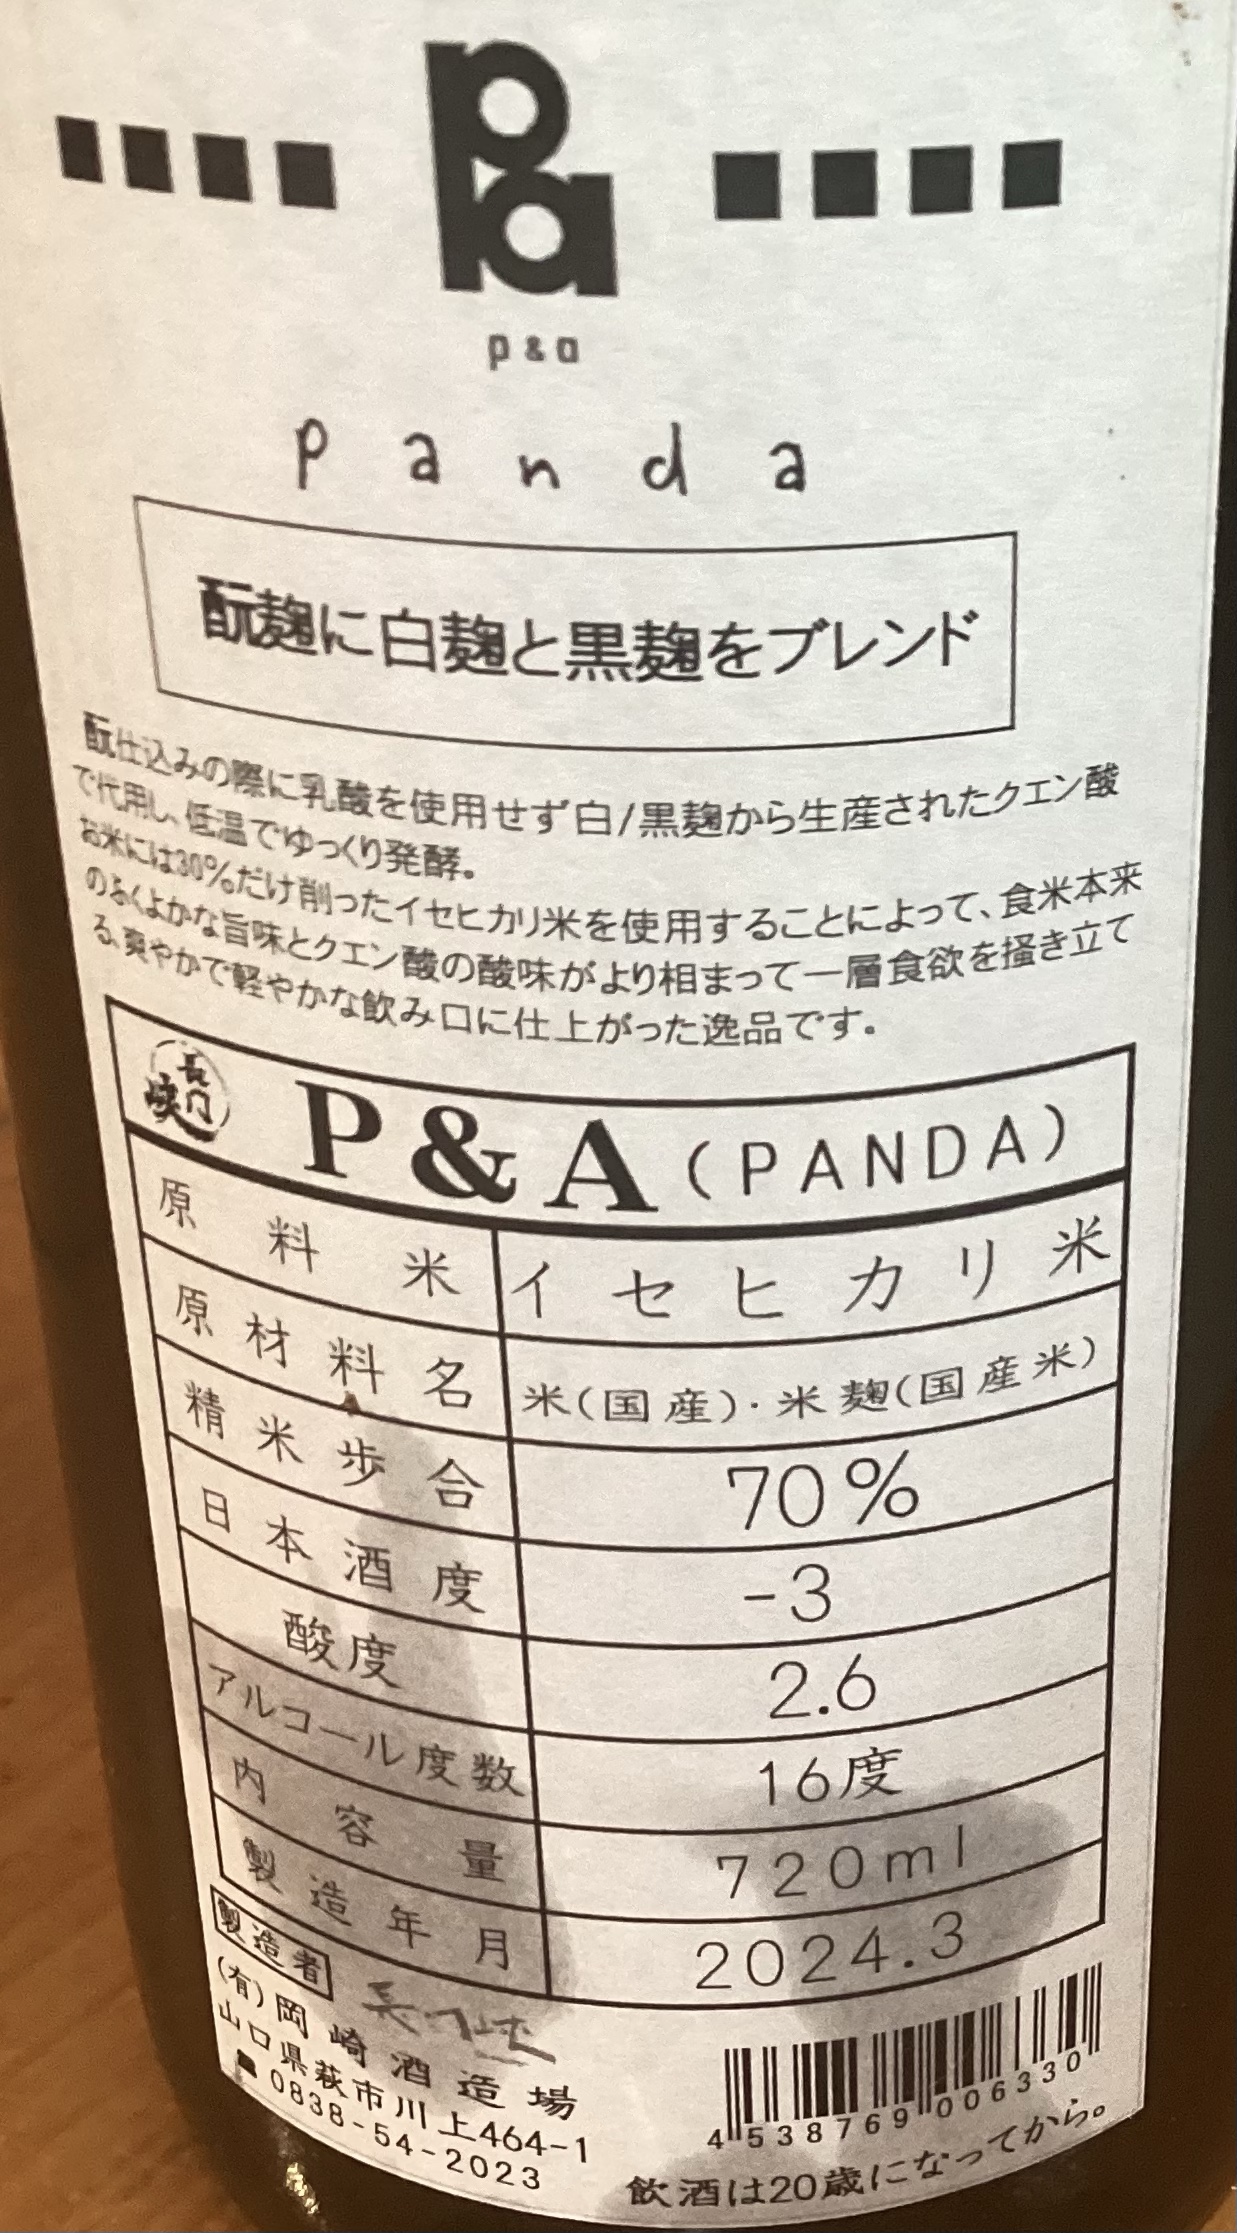 pa
p&a
panda
酛麹に白麹と黒麹をブレンド
酛仕込みの際に乳酸を使用せず白/黒麹から生産されたクエン酸
で代用し、低温でゆっくり発酵。
お米には30%だけ削ったイセヒカリ米を使用することによって、食米本来
のふくよかな旨味とクエン酸の酸味がより相まって一層食欲を掻き立て
る、爽やかで軽やかな飲み口に仕上がった逸品です。
長門峡 P&A(PANDA)
原料米 イセヒカリ米
原材料名 米(国産)・米麹(国産米)
精米歩合 70%
日本酒度 -3
酸度 2.6
アルコール度数 16度
内容量 720ml
製造年月 2024.3
製造者 長門峡
(有)岡崎酒造場
山口県萩市川上464-1
☎0838-54-2023
4538769006330
飲酒は20歳になってから。